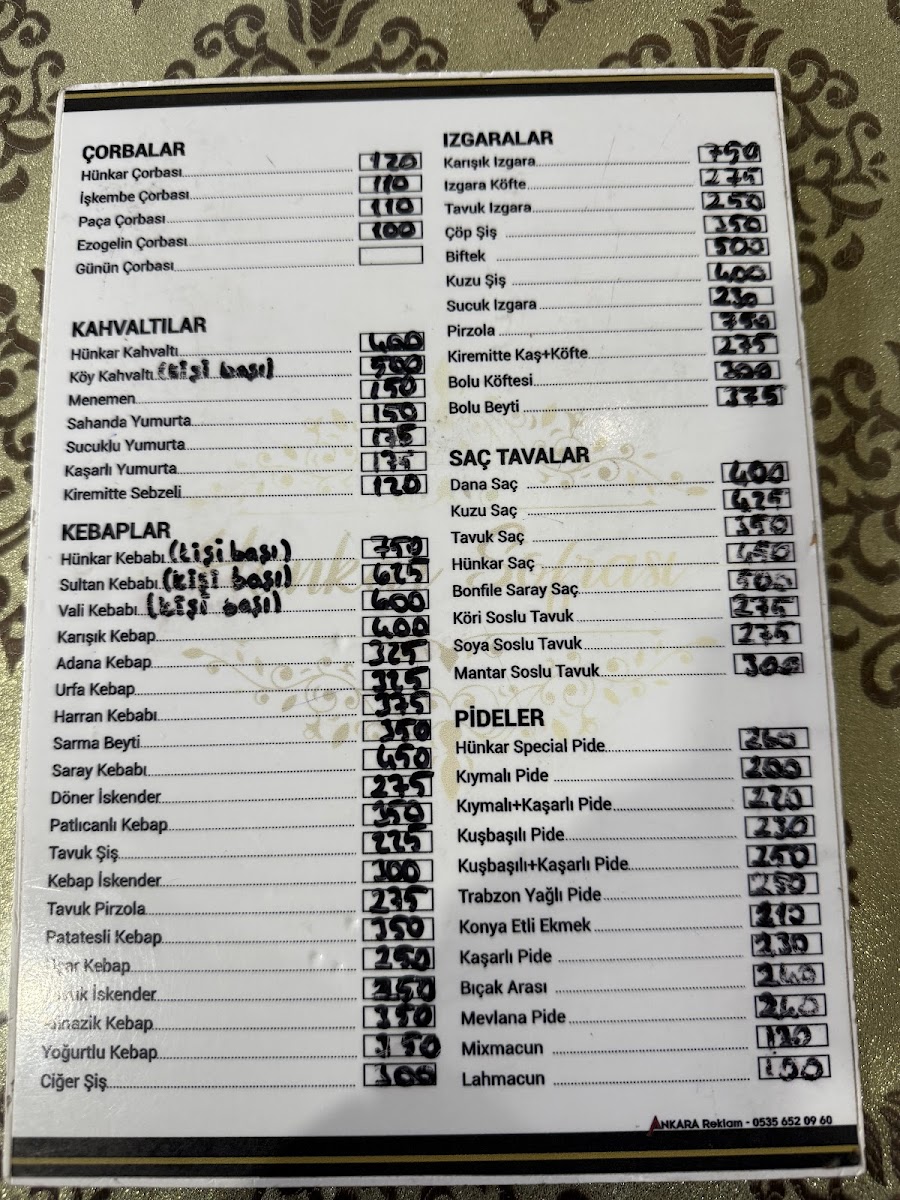 ÇORBALAR
Hünkar Çorbası 120
İşkembe Çorbası 110
Paça Çorbası 110
Ezogelin Çorbası 100
Günün Çorbası
KAHVALTILAR
Hünkar Kahvaltı 400
Köy Kahvaltı (kişi başı) 500
Menemen 150
Sahanda Yumurta 150
Sucuklu Yumurta 175
Kaşarlı Yumurta 175
Kiremitte Sebzeli 120
KEBAPLAR
Hünkar Kebabı (kişi başı) 750
Sultan Kebabı (kişi başı) 625
Vali Kebabı (kişi başı) 600
Karışık Kebap 400
Adana Kebap 325
Urfa Kebap 325
Harran Kebabı 375
Sarma Beyti 350
Saray Kebabı 450
Döner İskender 275
Patlıcanlı Kebap 350
Tavuk Şiş 225
Kebap İskender 300
Tavuk Pirzola 275
Patatesli Kebap 350
Kebap 250
İskender 250
Kebap 350
Yoğurtlu Kebap 350
Ciğer Şiş 300
IZGARALAR
Karışık Izgara 750
Izgara Köfte 275
Tavuk Izgara 250
Çöp Şiş 350
Biftek 500
Kuzu Şiş 400
Sucuk Izgara 230
Pirzola 750
Kiremitte Kaş+Köfte 275
Bolu Köftesi 300
Bolu Beyti 375
SAÇ TAVALAR
Dana Saç 400
Kuzu Saç 425
Tavuk Saç 350
Hünkar Saç 450
Bonfile Saray Saç 500
Köri Soslu Tavuk 275
Soya Soslu Tavuk 275
Mantar Soslu Tavuk 300
PİDELER
Hünkar Special Pide 260
Kıymalı Pide 200
Kıymalı+Kaşarlı Pide 220
Kuşbaşılı Pide 230
Kuşbaşılı+Kaşarlı Pide 250
Trabzon Yağlı Pide 250
Konya Etli Ekmek 210
Kaşarlı Pide 230
Bıçak Arası 240
Mevlana Pide 240
Mixmacun
Lahmacun 100
ANKARA Reklam - 0535 652 09 60